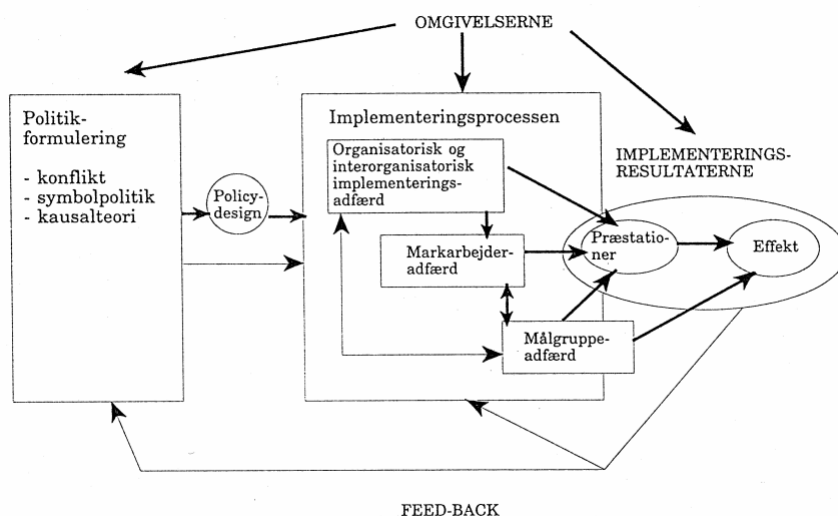 OMGIVELSERNE
Politik-
formulering
- konflikt
- symbolpolitik
- kausalteori
Policy-
design
Implementeringsprocessen
Organisatorisk og
interorganisatorisk
implementerings-
adfærd
Markarbejder-
adfærd
Målgruppe-
adfærd
IMPLEMENTERINGS-
RESULTATERNE
Præstatio-
ner
Effekt
FEED-BACK